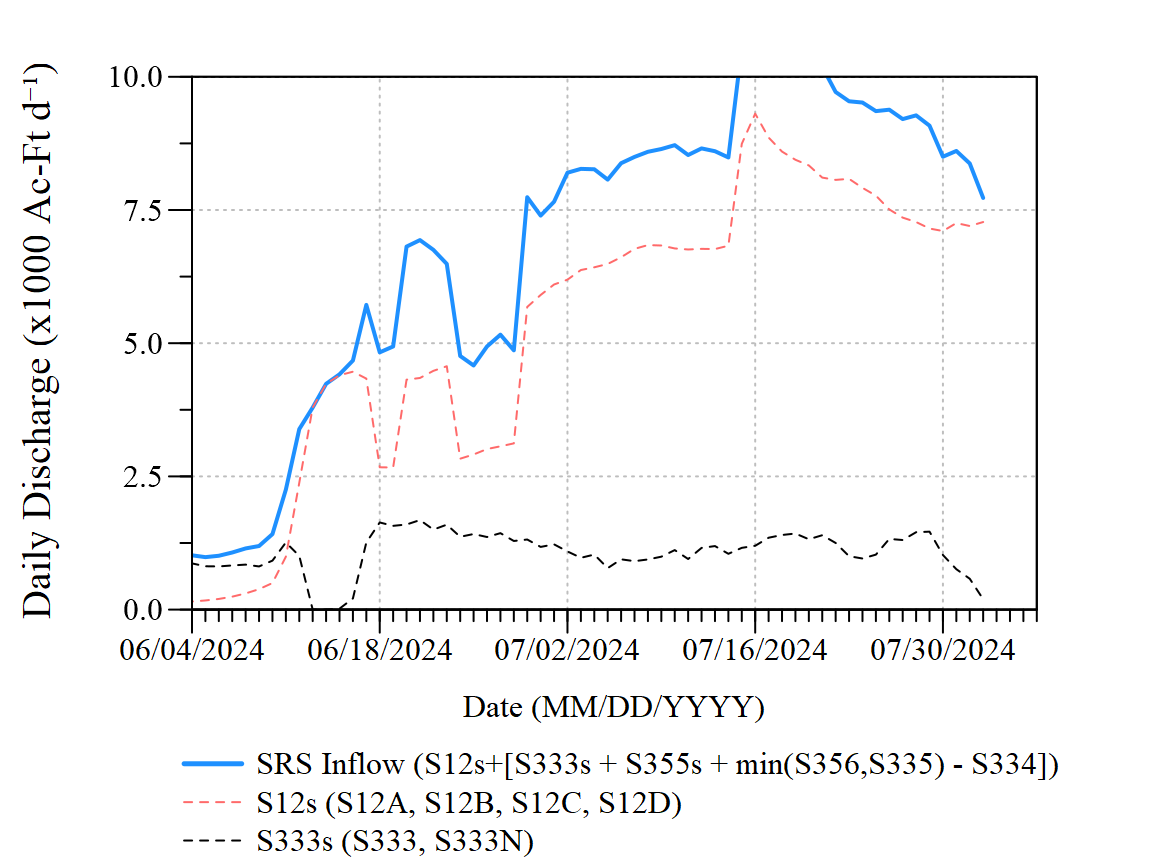 Daily Discharge (x1000 Ac-Ft d⁻¹)
10.0
7.5
5.0
2.5
0.0
06/04/2024 06/18/2024 07/02/2024 07/16/2024 07/30/2024
Date (MM/DD/YYYY)
SRS Inflow (S12s+[S333s + S355s + min(S356,S335) - S334])
S12s (S12A, S12B, S12C, S12D)
S333s (S333, S333N)